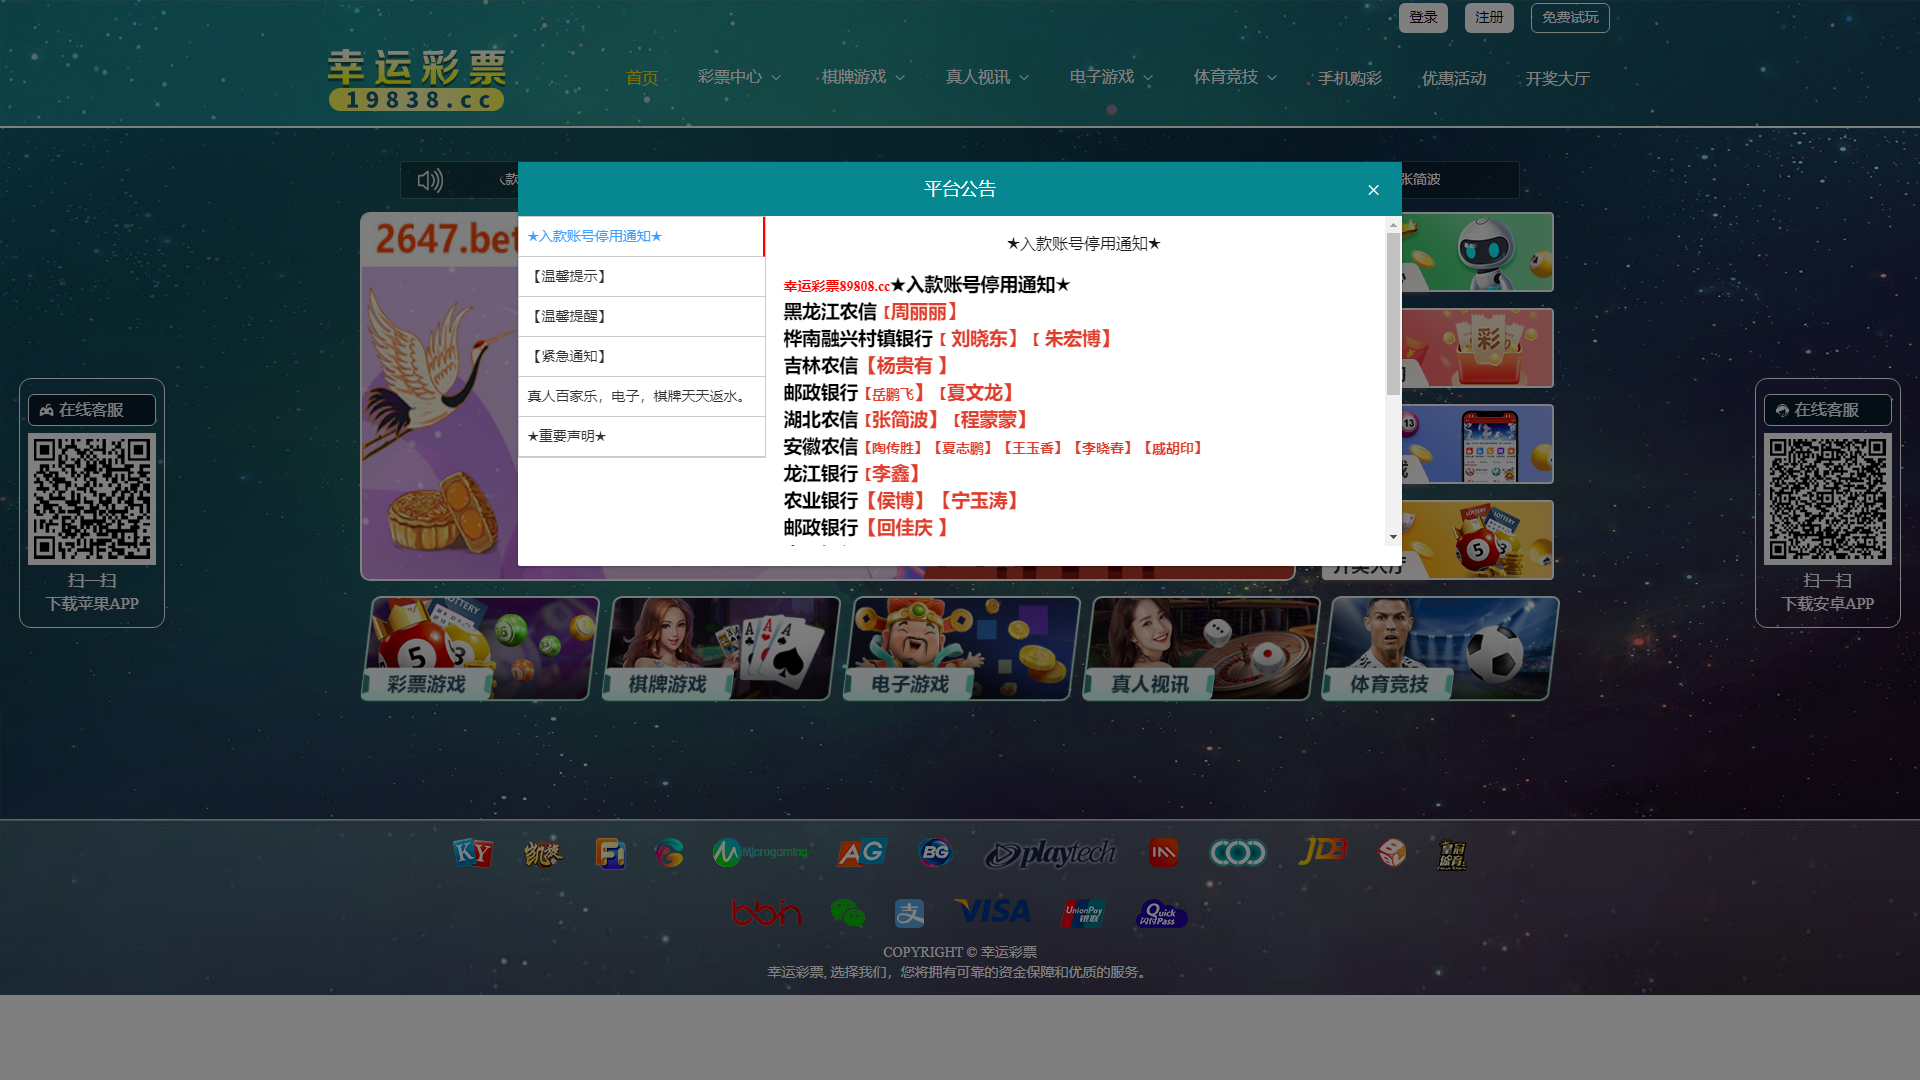 登录 注册 免费试玩
幸运彩票
19838.cc
首页 彩票中心 棋牌游戏 真人视讯 电子游戏 体育竞技 手机购彩 优惠活动 开奖大厅
张简波
平台公告
×
2647.bet
★入款账号停用通知★
【温馨提示】
【温馨提醒】
【紧急通知】
真人百家乐，电子，棋牌天天返水。
★重要声明★
★入款账号停用通知★
幸运彩票89808.cc★入款账号停用通知★
黑龙江农信【周丽丽】
桦南融兴村镇银行【 刘晓东】【 朱宏博】
吉林农信【杨贵有 】
邮政银行【岳鹏飞】【夏文龙】
湖北农信【张简波】【程蒙蒙】
安徽农信【陶传胜】【夏志鹏】【王玉香】【李晓春】【戚胡印】
龙江银行【李鑫】
农业银行【侯博】【宁玉涛】
邮政银行【回佳庆 】
彩
13
开奖大厅
在线客服
扫一扫
下载苹果APP
在线客服
扫一扫
下载安卓APP
彩票游戏 棋牌游戏 电子游戏 真人视讯 体育竞技
KY 凯旋 Microgaming AG BG playtech JDB 皇冠体育
bbin 支 VISA UnionPay 银联 Quick Pass 闪付
COPYRIGHT © 幸运彩票
幸运彩票, 选择我们，您将拥有可靠的资金保障和优质的服务。